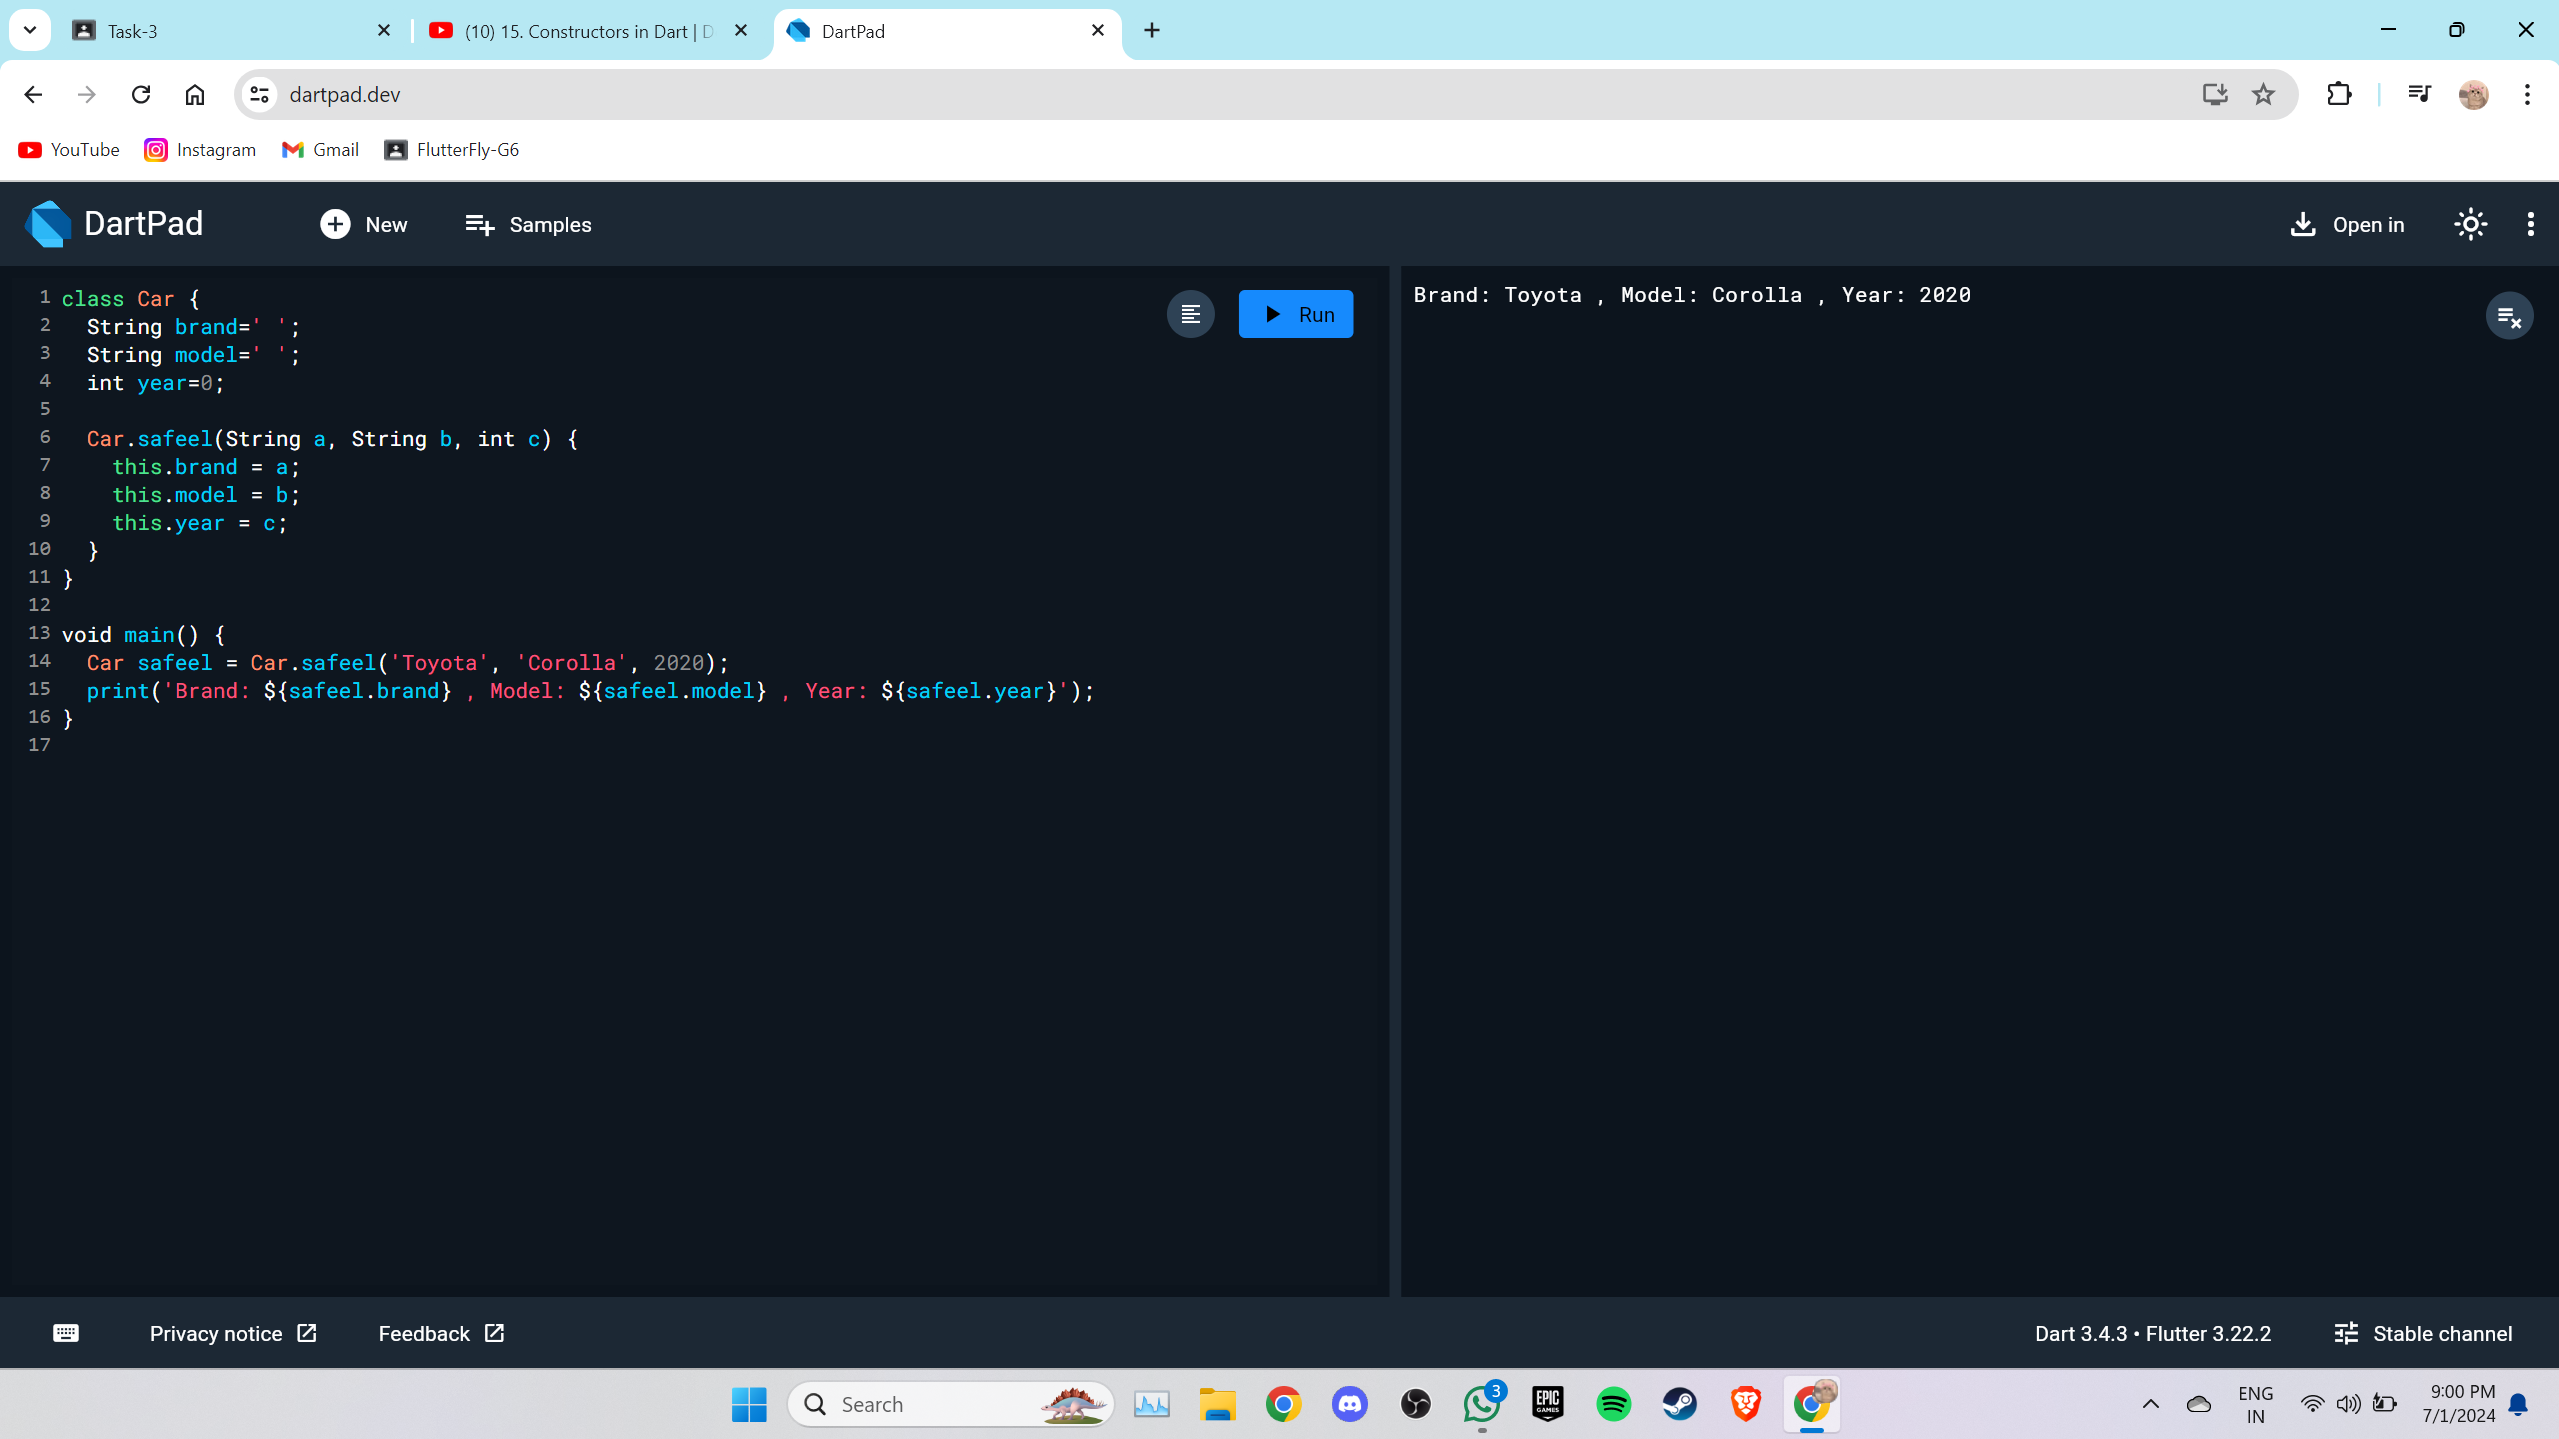 Task-3
(10) 15. Constructors in Dart | D
DartPad
dartpad.dev
YouTube
Instagram
Gmail
FlutterFly-G6
DartPad
New
Samples
Open in
1 class Car {
2   String brand=' ';
3   String model=' ';
4   int year=0;
5
6   Car.safeel(String a, String b, int c) {
7     this.brand = a;
8     this.model = b;
9     this.year = c;
10   }
11 }
12
13 void main() {
14   Car safeel = Car.safeel('Toyota', 'Corolla', 2020);
15   print('Brand: ${safeel.brand} , Model: ${safeel.model} , Year: ${safeel.year}');
16 }
17
Run
Brand: Toyota , Model: Corolla , Year: 2020
Privacy notice
Feedback
Dart 3.4.3 • Flutter 3.22.2
Stable channel
Search
3
EPIC
GAMES
ENG
IN
9:00 PM
7/1/2024